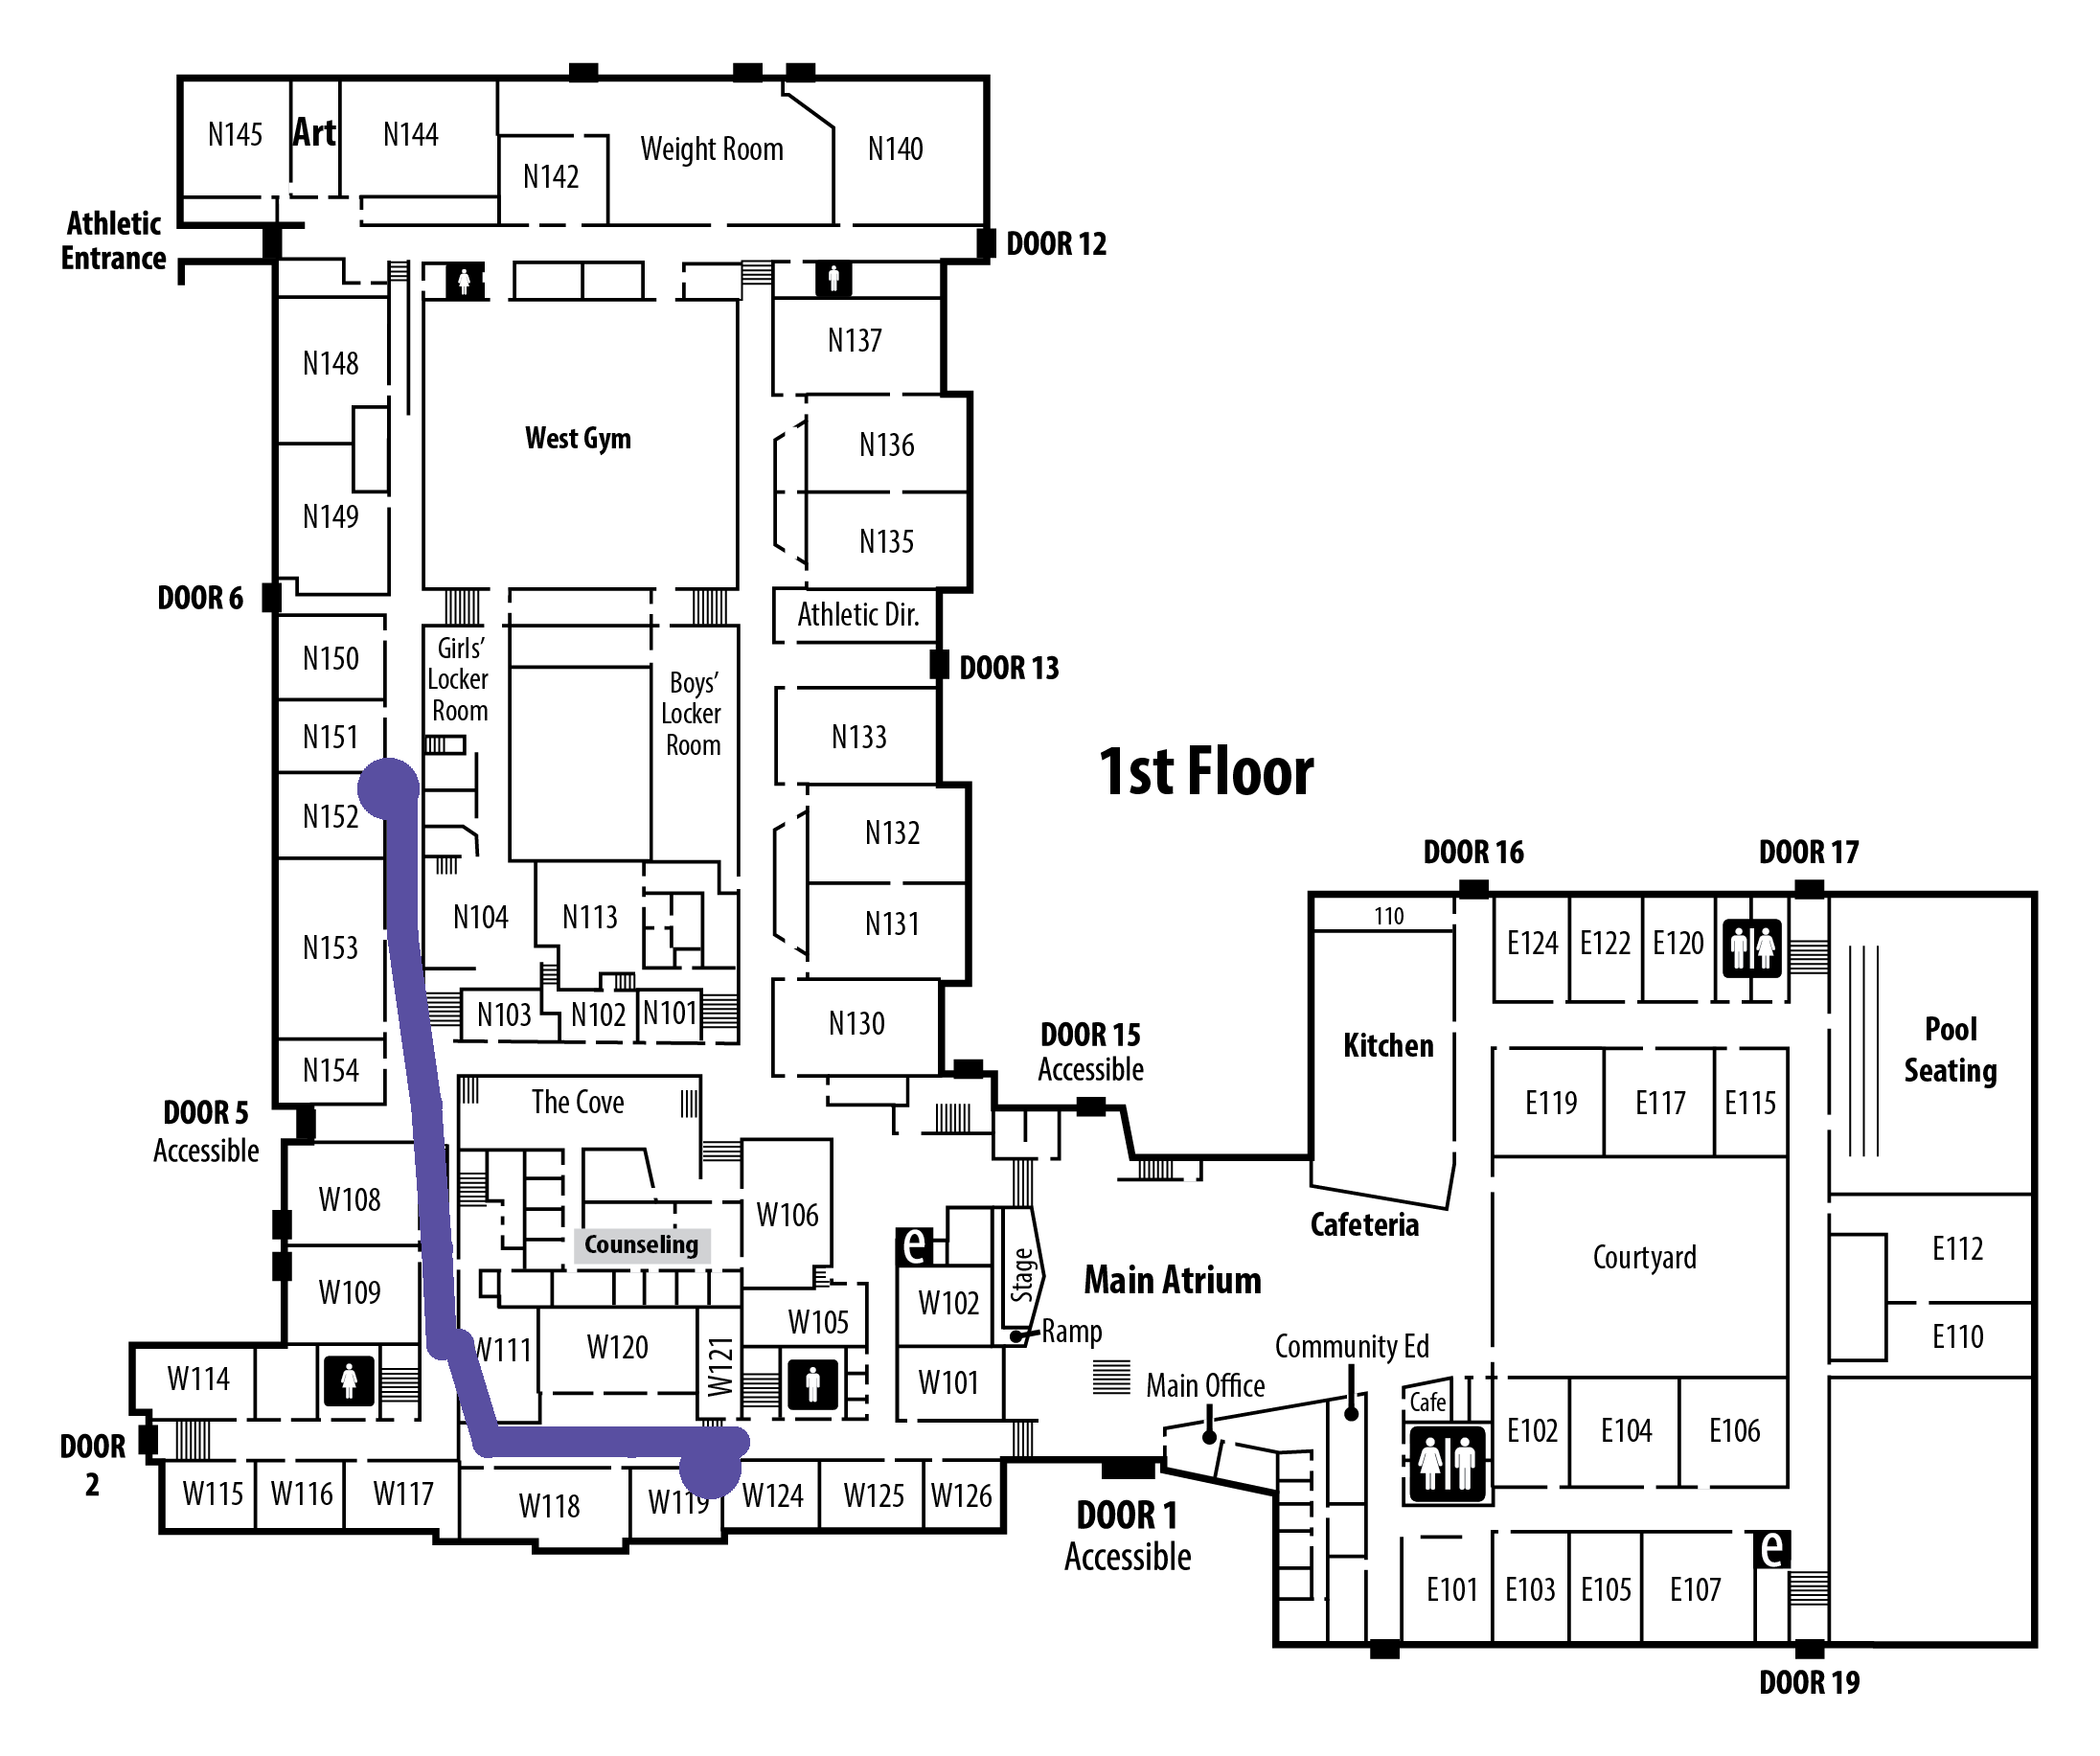 N145
Art
N144
N142
Weight Room
N140
Athletic
Entrance
DOOR 12
N148
N137
West Gym
N136
N149
N135
DOOR 6
Athletic Dir.
N150
Girls'
Locker
Room
Boys'
Locker
Room
DOOR 13
N151
N133
1st Floor
N152
N132
DOOR 16
DOOR 17
N104
N113
N131
110
E124
E122
E120
N153
N103
N102
N101
N130
DOOR 15
Accessible
Kitchen
Pool
Seating
N154
The Cove
E119
E117
E115
DOOR 5
Accessible
W108
W106
Counseling
e
Stage
Cafeteria
Courtyard
E112
W109
Main Atrium
W102
W105
Ramp
E110
W111
W120
W121
Community Ed
W114
W101
Main Office
Cafe
E102
E104
E106
DOOR
2
W115
W116
W117
W118
W119
W124
W125
W126
DOOR 1
Accessible
e
E101
E103
E105
E107
DOOR 19